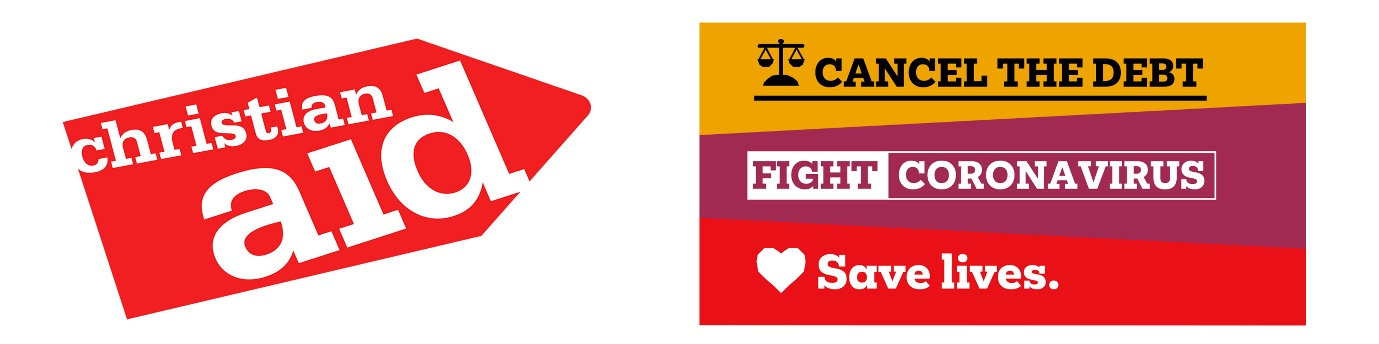 christian
aid
CANCEL THE DEBT
FIGHT CORONAVIRUS
Save lives.